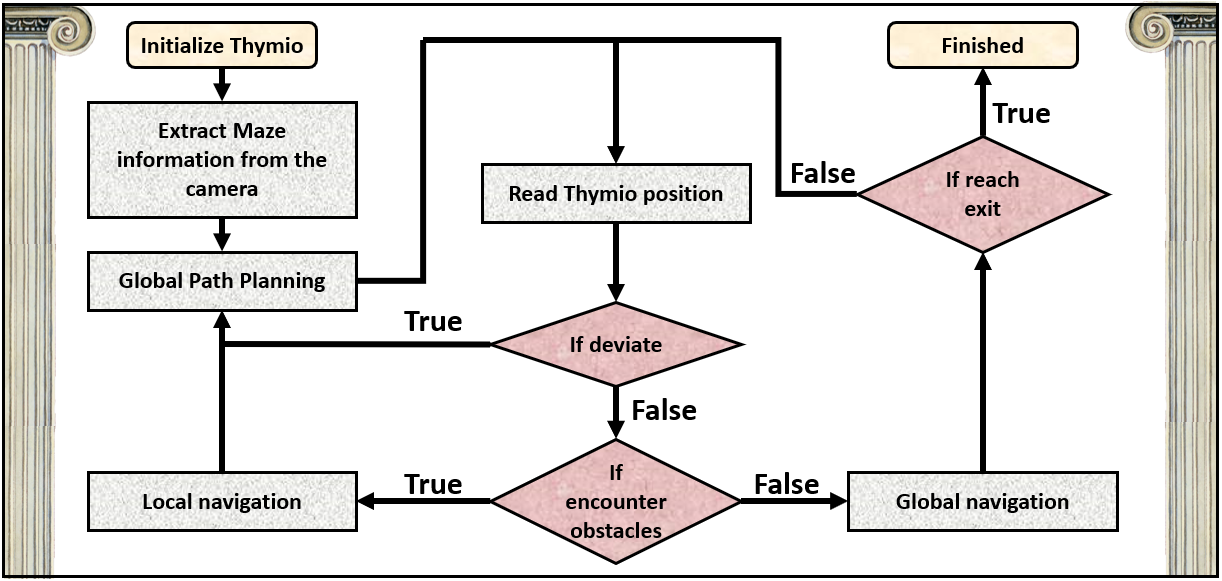 Initialize Thymio
Extract Maze
information from the
camera
Global Path Planning
Read Thymio position
If deviate
True
False
If
encounter
obstacles
True
Local navigation
False
Global navigation
If reach
exit
False
True
Finished